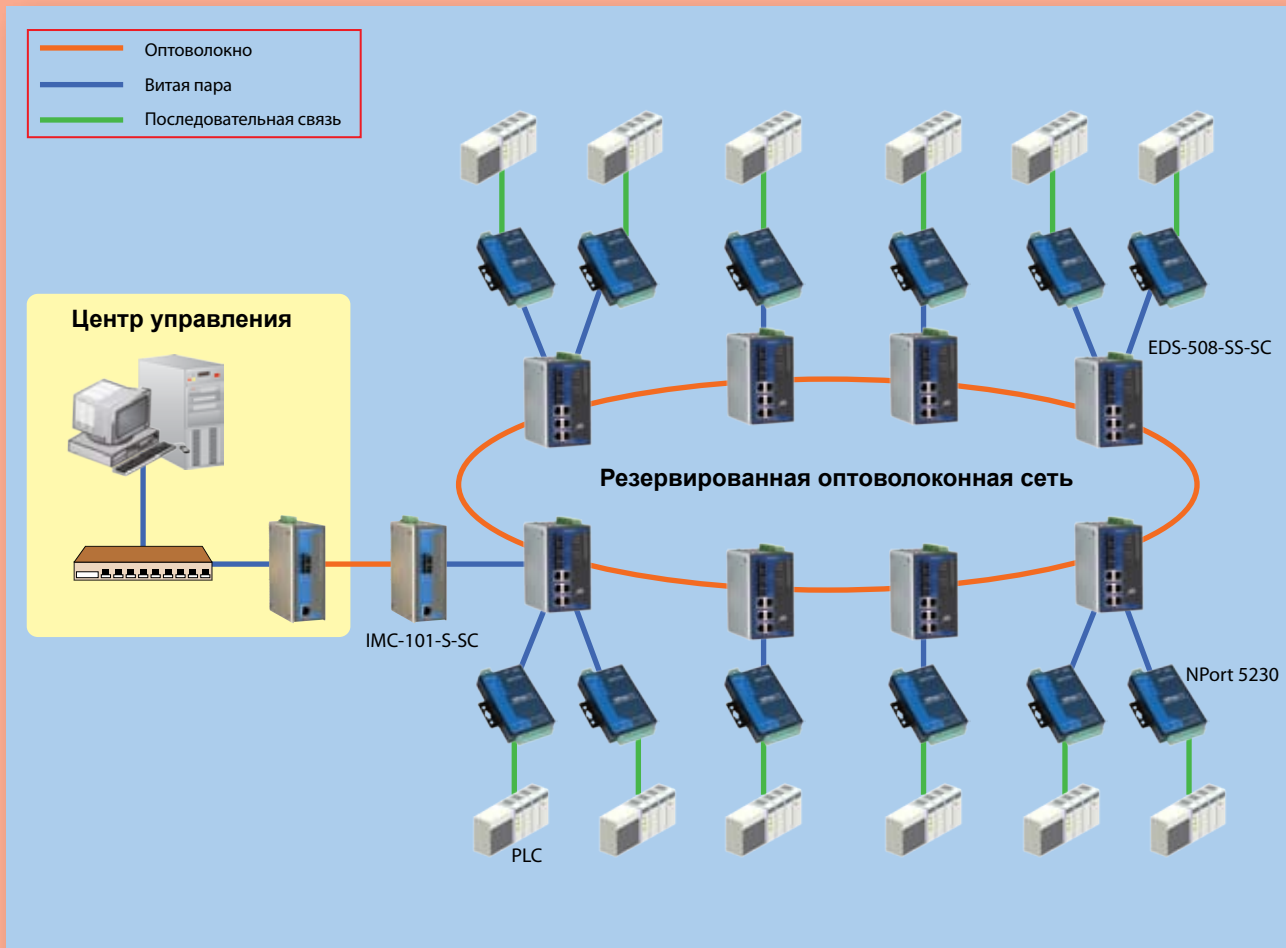 Оптоволокно
Витая пара
Последовательная связь
Центр управления
EDS-508-SS-SC
Резервированная оптоволоконная сеть
IMC-101-S-SC
NPort 5230
PLC